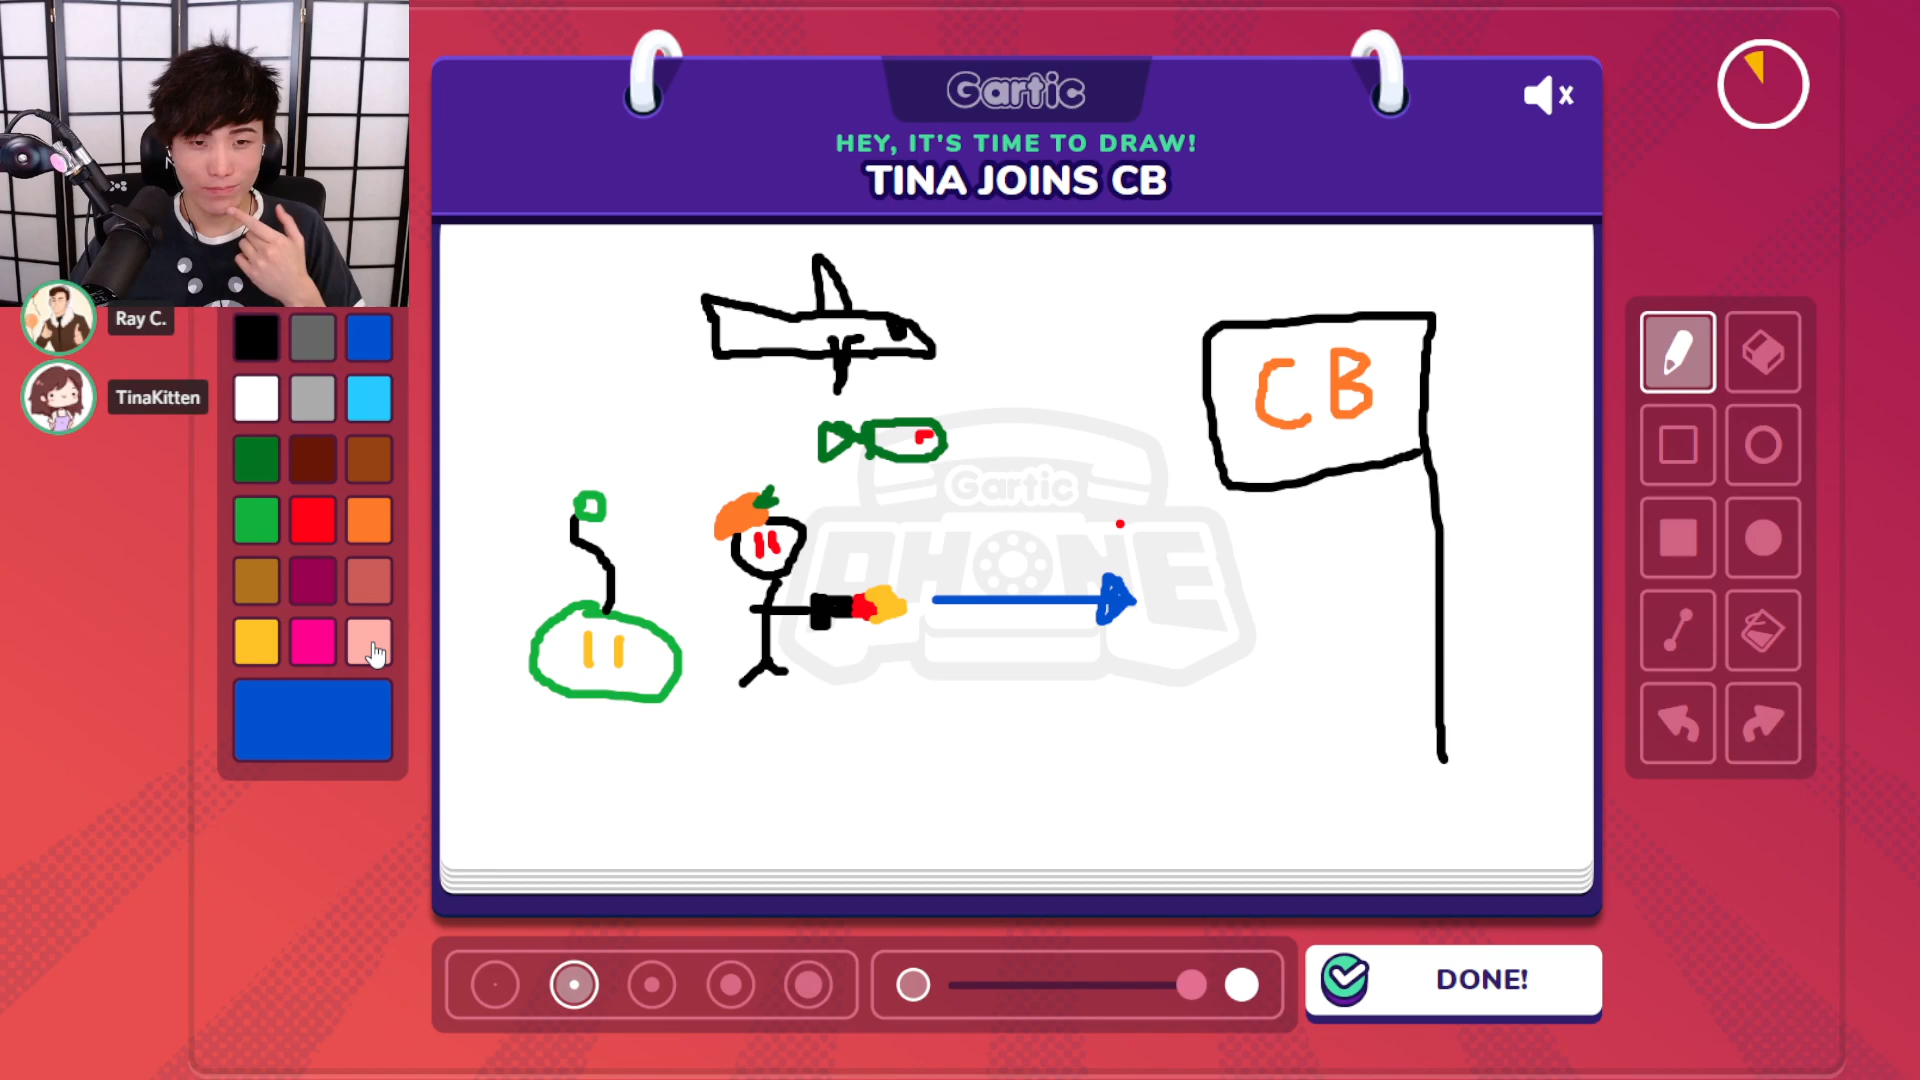 Gartic
HEY, IT'S TIME TO DRAW!
TINA JOINS CB
Ray C.
TinaKitten
CB
Gartic
PHONE
DONE!